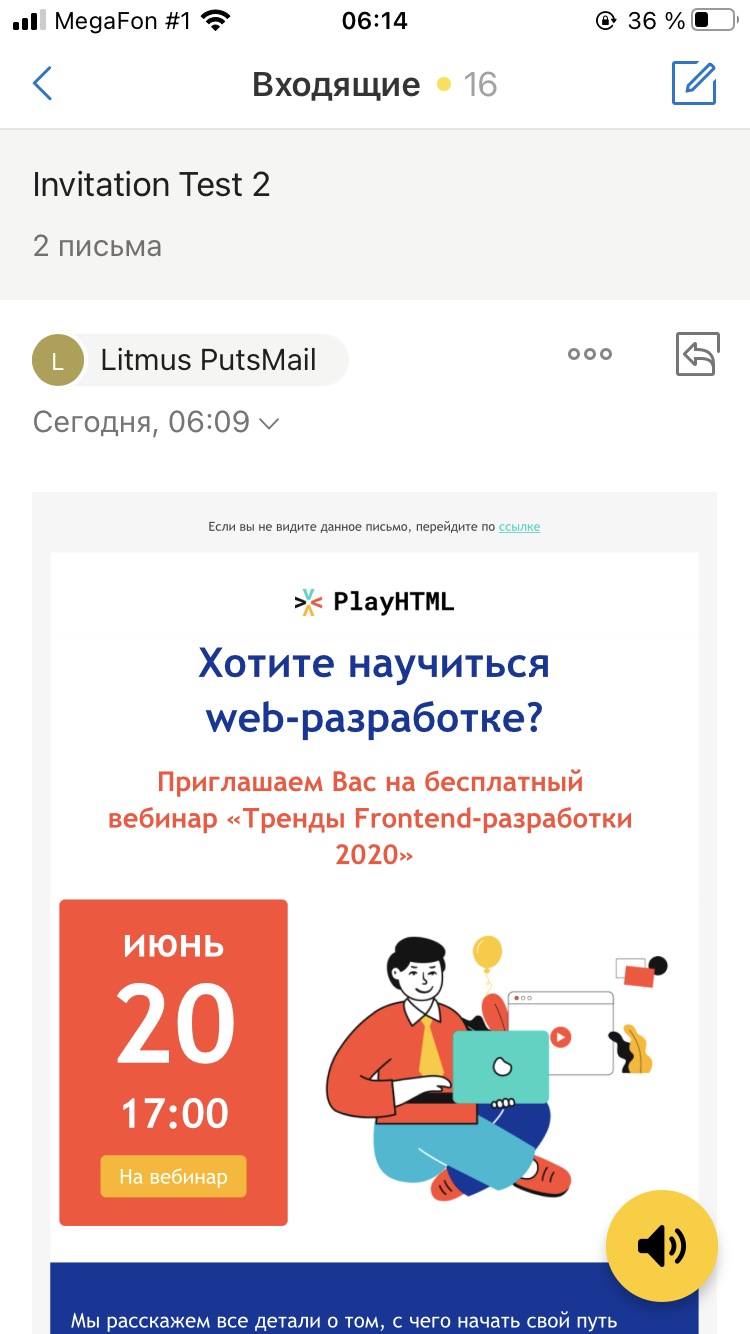 MegaFon #1 06:14 36 %
Входящие 16
Invitation Test 2
2 письма
L Litmus PutsMail
Сегодня, 06:09
Если вы не видите данное письмо, перейдите по ссылке
PlayHTML
Хотите научиться
web-разработке?
Приглашаем Вас на бесплатный
вебинар «Тренды Frontend-разработки
2020»
июнь
20
17:00
На вебинар
Мы расскажем все детали о том, с чего начать свой путь